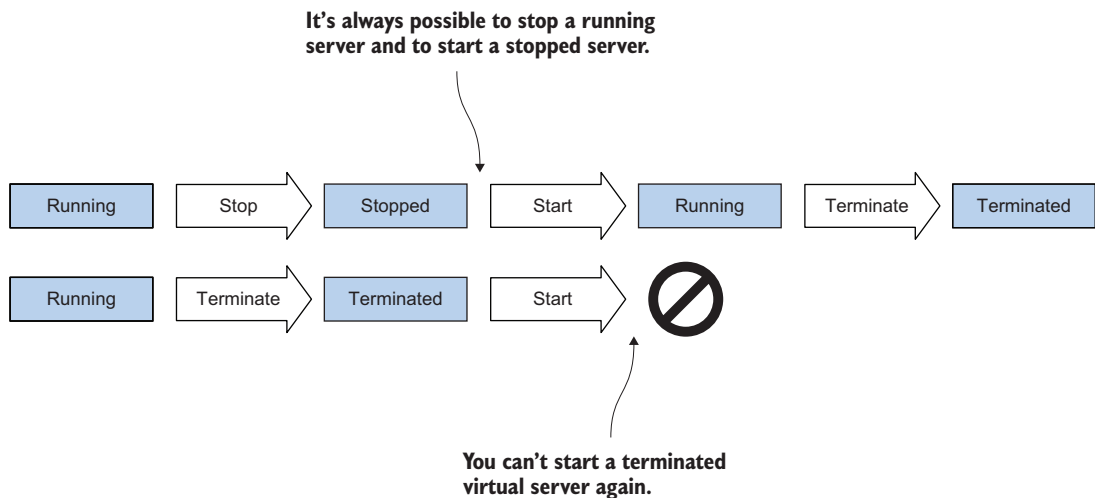 It's always possible to stop a running
server and to start a stopped server.
Running Stop Stopped Start Running Terminate Terminated
Running Terminate Terminated Start
You can't start a terminated
virtual server again.